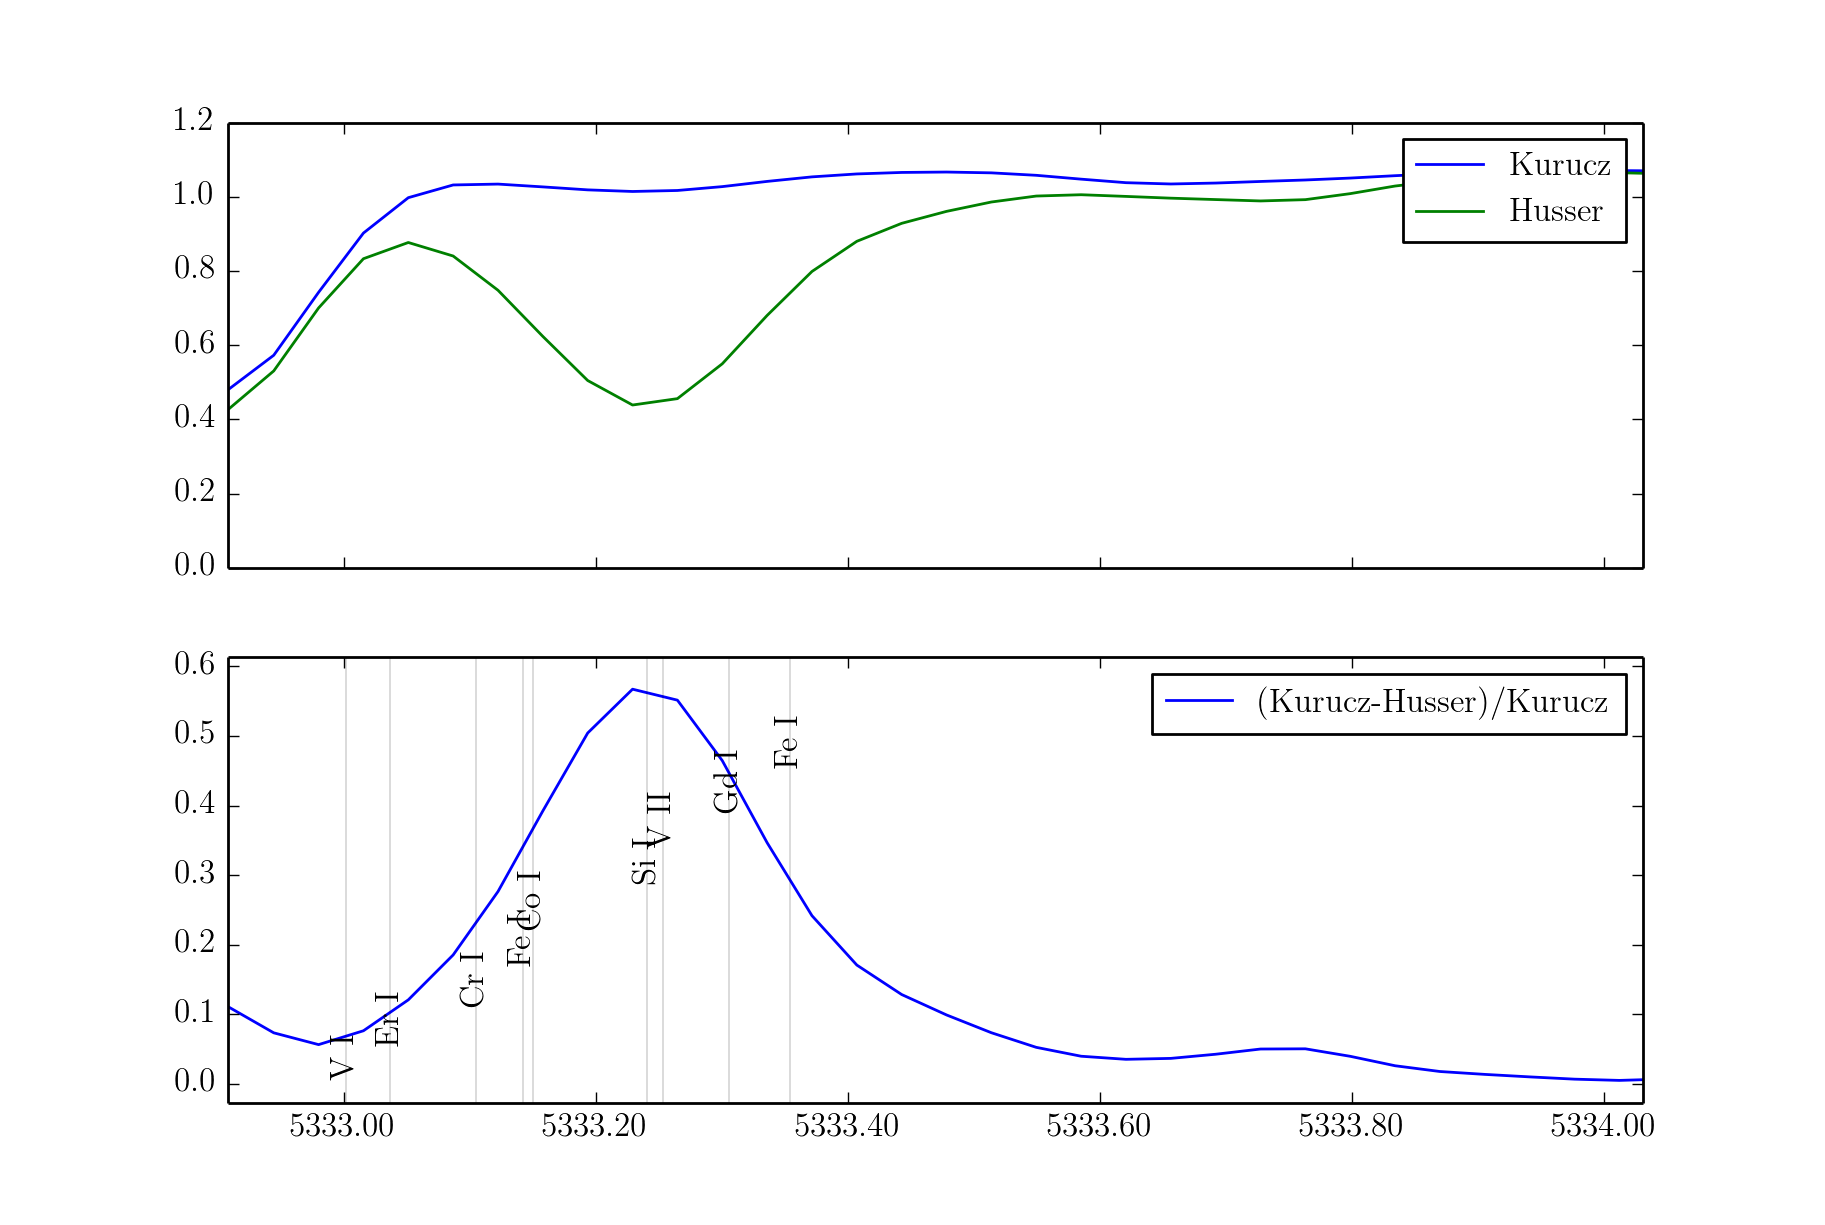 1.2
1.0
0.8
0.6
0.4
0.2
0.0
Kurucz
Husser
0.6
0.5
0.4
0.3
0.2
0.1
0.0
(Kurucz-Husser)/Kurucz
V I
Er I
Cr I
Fe I
Co I
Si I
V II
Gd I
Fe I
5333.00
5333.20
5333.40
5333.60
5333.80
5334.00